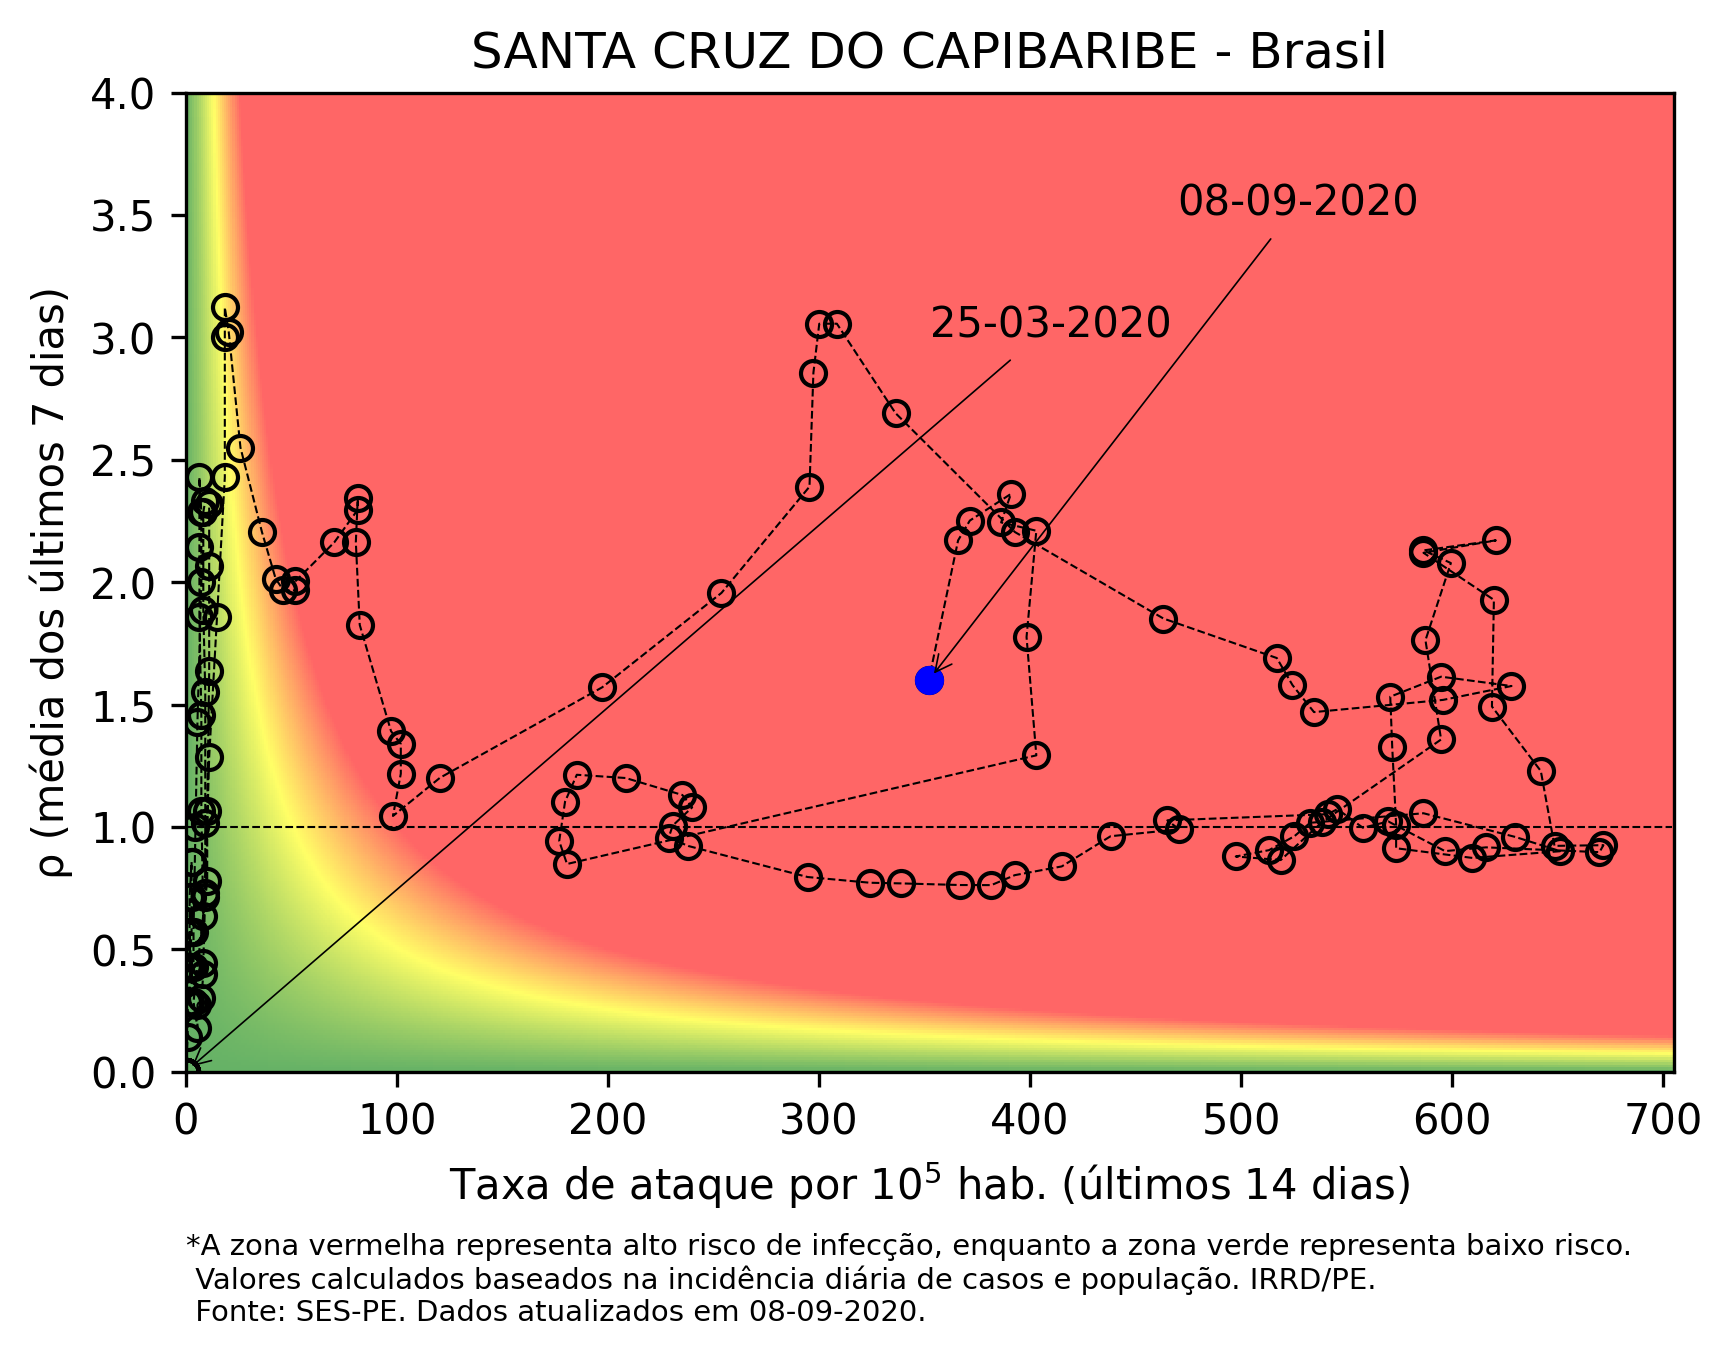 SANTA CRUZ DO CAPIBARIBE - Brasil
4.0
3.5
3.0
2.5
2.0
1.5
1.0
0.5
0.0
ρ (média dos últimos 7 dias)
08-09-2020
25-03-2020
0 100 200 300 400 500 600 700
Taxa de ataque por 10⁵ hab. (últimos 14 dias)
*A zona vermelha representa alto risco de infecção, enquanto a zona verde representa baixo risco.
Valores calculados baseados na incidência diária de casos e população. IRRD/PE.
Fonte: SES-PE. Dados atualizados em 08-09-2020.